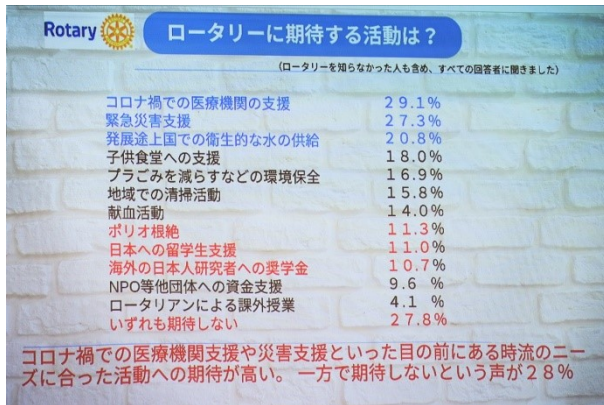 Rotary
ロータリーに期待する活動は？
（ロータリーを知らなかった人も含め、すべての回答者に聞きました）
コロナ禍での医療機関の支援 29.1%
緊急災害支援 27.3%
発展途上国での衛生的な水の供給 20.8%
子供食堂への支援 18.0%
プラごみを減らすなどの環境保全 16.9%
地域での清掃活動 15.8%
献血活動 14.0%
ポリオ根絶 11.3%
日本への留学生支援 11.0%
海外の日本人研究者への奨学金 10.7%
NPO等他団体への資金支援 9.6 %
ロータリアンによる課外授業 4.1 %
いずれも期待しない 27.8%
コロナ禍での医療機関支援や災害支援といった目の前にある時流のニー
ズに合った活動への期待が高い。 一方で期待しないという声が２８％